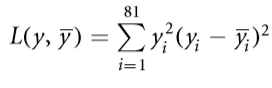 L(y, ȳ) = ∑_{i=1}^{81} y_i^2 (y_i − ȳ_i)^2